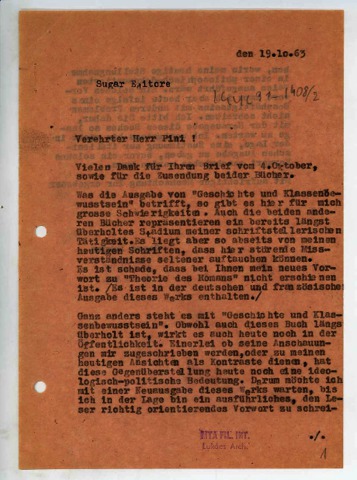 den 19.10.63
Sugar Editore
Verehrter Herr Pini !
Vielen Dank für Ihren Brief von 4.Oktober,
sowie für die Zusendung beider Bücher.
Was die Ausgabe von "Geschichte und Klassenbe-
wusstsein" betrifft, so gibt es hier für mich
grosse Schwierigkeiten. Auch die beiden ande-
ren Bücher repräsentieren ein bereits längst
überholtes Stadium meiner schriftstellerischen
Tätigkeit. Es liegt aber so abseits von meinen
heutigen Schriften, dass hier störende Miss-
verständnisse seltener auftauchen können.
Es ist schade, dass bei Ihnen mein neues Vor-
wort zu "Theorie des Romans" nicht erschienen
ist. /Es ist in der deutschen und französischen
Ausgabe dieses Werks enthalten./
Ganz anders steht es mit "Geschichte und Klas-
senbewusstsein". Obwohl auch dieses Buch längst
überholt ist, wirkt es auch heute noch in der
Öffentlichkeit. Einerlei ob seine Anschauun-
gen mir zugeschrieben werden,oder zu meinen
heutigen Ansichten als Kontraste dienen, hat
diese Gegenüberstellung heute noch eine ideo-
logisch-politische Bedeutung. Darum möchte ich
mit einer Neuausgabe dieses Werks warten, bis
ich in der Lage bin ein ausführliches, den Le-
ser richtig orientierendes Vorwort zu schrei-
./.
MTA FIL. INT.
Lukács Arch.
1